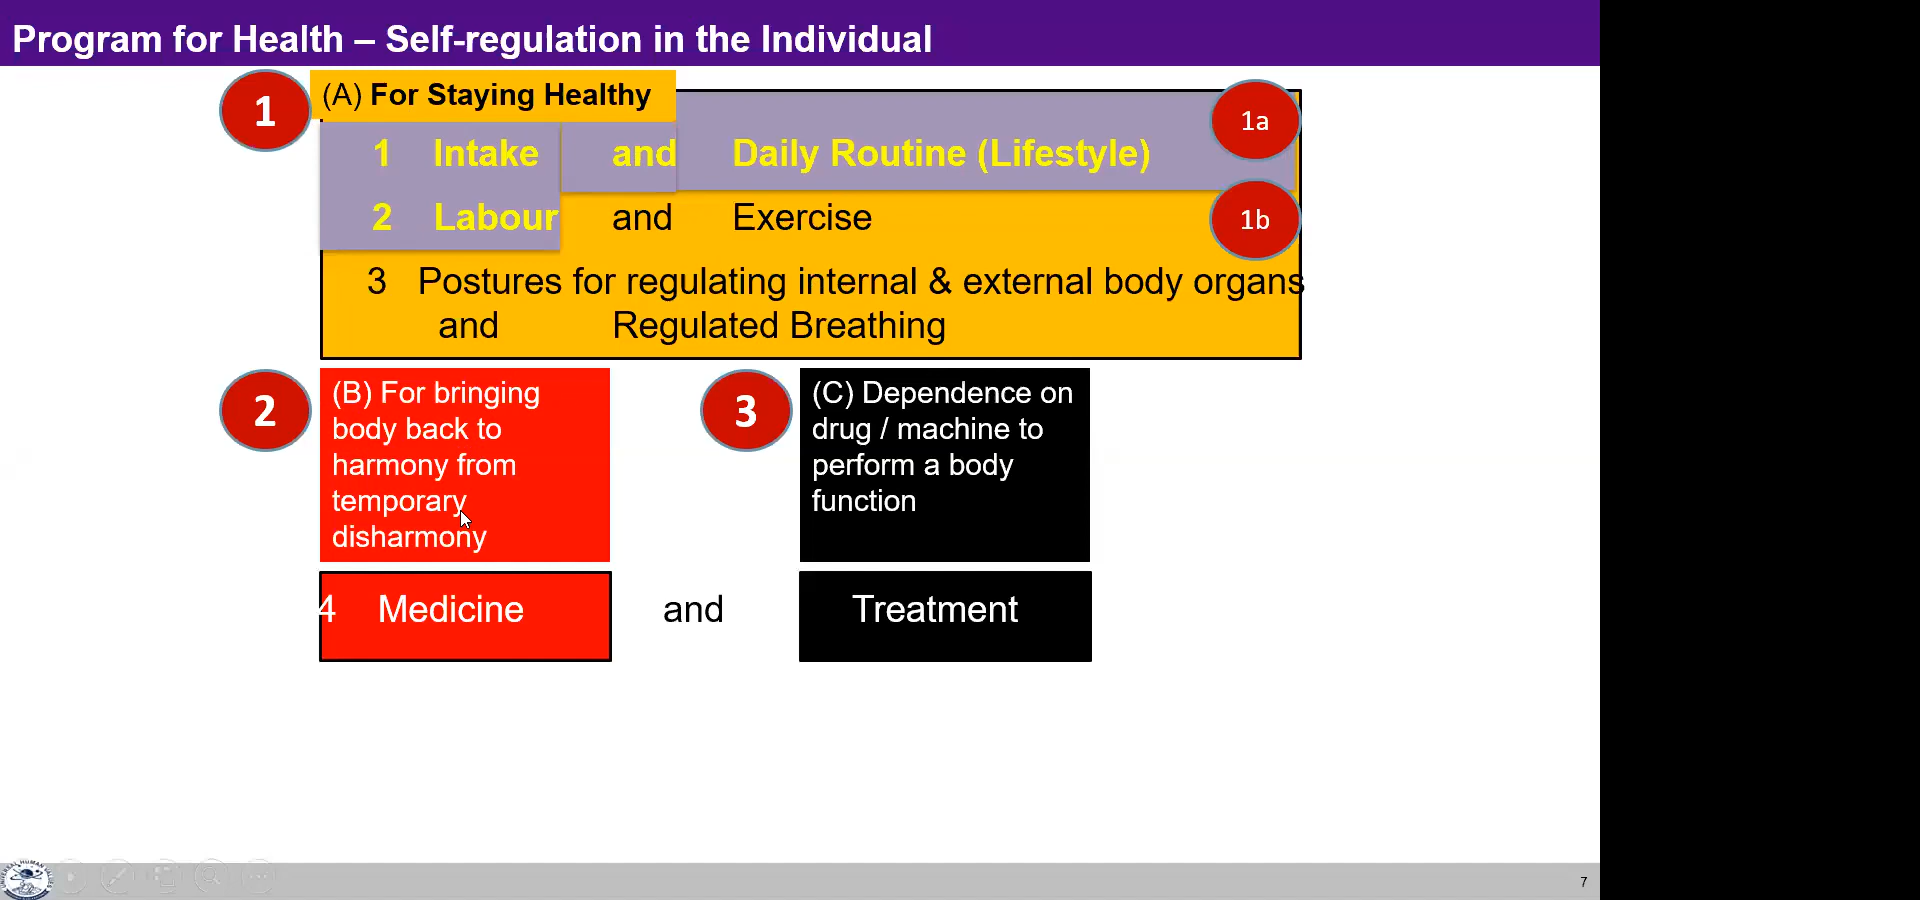 Program for Health – Self-regulation in the Individual
1
(A) For Staying Healthy
1a
1 Intake and Daily Routine (Lifestyle)
2 Labour and Exercise
1b
3 Postures for regulating internal & external body organs
and Regulated Breathing
2
(B) For bringing
body back to
harmony from
temporary
disharmony
3
(C) Dependence on
drug / machine to
perform a body
function
4 Medicine and Treatment
7